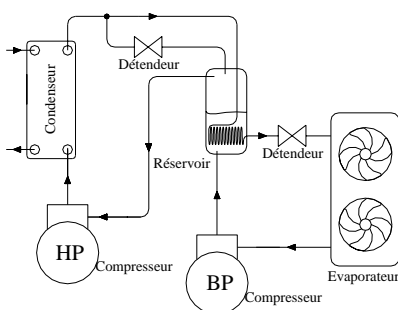 Condenseur
Détendeur
Réservoir
Détendeur
HP
Compresseur
BP
Compresseur
Evaporateur